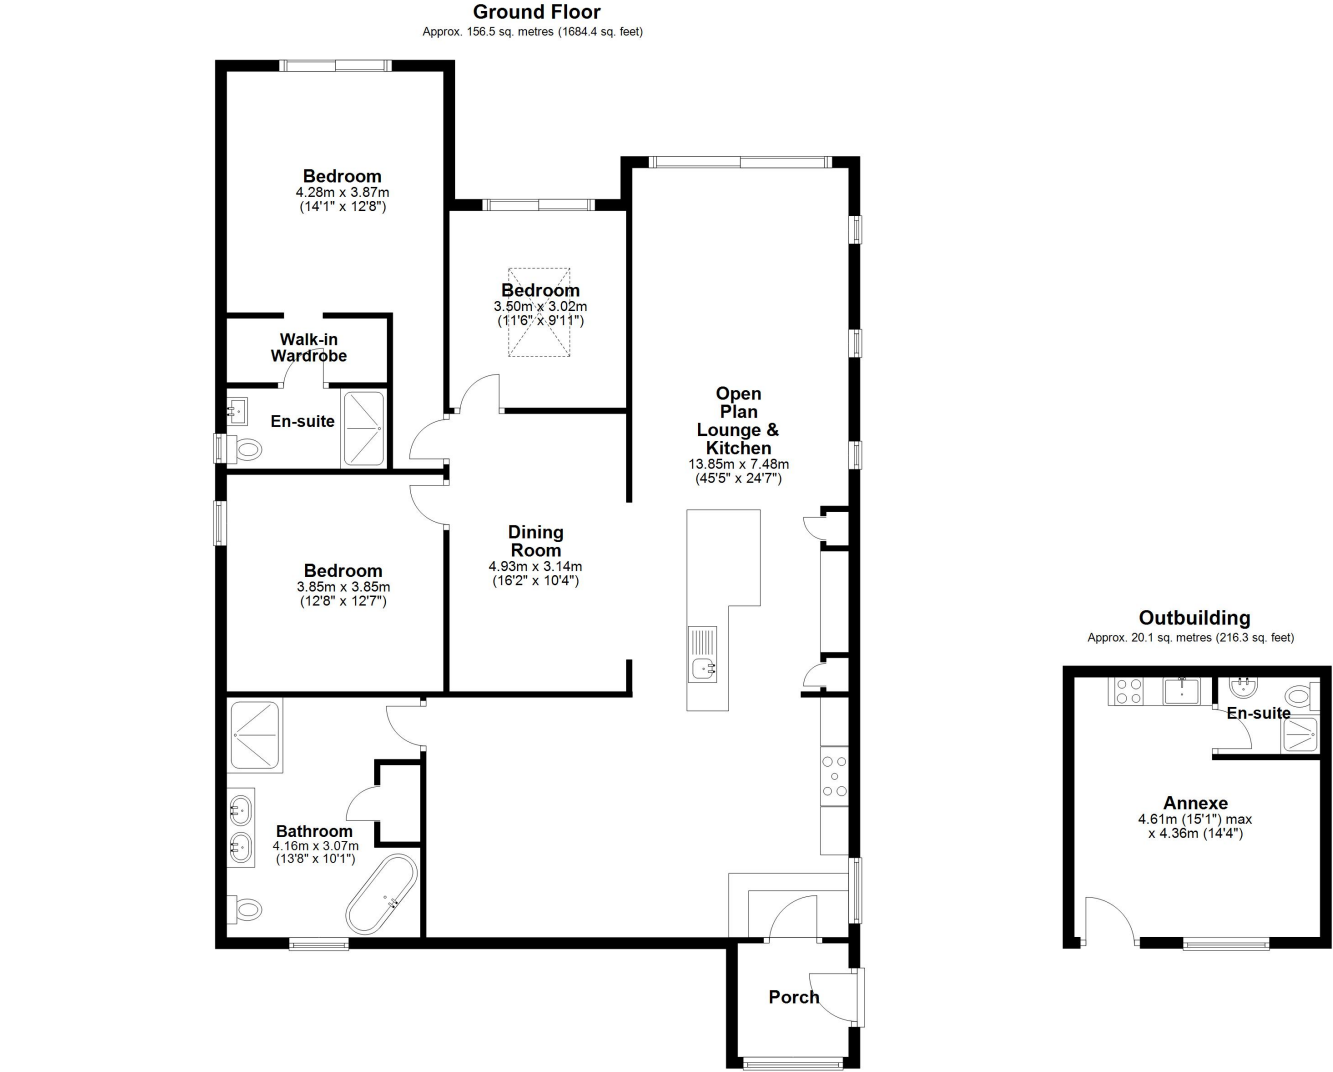 Ground Floor
Approx. 156.5 sq. metres (1684.4 sq. feet)
Bedroom
4.28m x 3.87m
(14'1" x 12'8")
Bedroom
3.50m x 3.02m
(11'6" x 9'11")
Walk-in
Wardrobe
En-suite
Open
Plan
Lounge &
Kitchen
13.85m x 7.48m
(45'5" x 24'7")
Dining
Room
4.93m x 3.14m
(16'2" x 10'4")
Bedroom
3.85m x 3.85m
(12'8" x 12'7")
Bathroom
4.16m x 3.07m
(13'8" x 10'1")
Porch
Outbuilding
Approx. 20.1 sq. metres (216.3 sq. feet)
En-suite
Annexe
4.61m (15'1") max
x 4.36m (14'4")